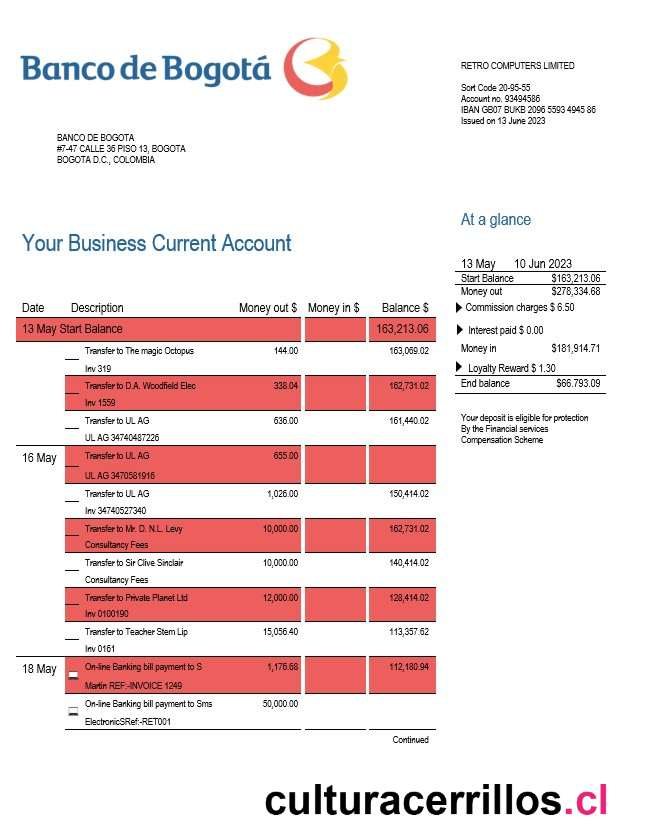 Banco de Bogotá
RETRO COMPUTERS LIMITED
Sort Code 20-95-55
Account no. 93494586
IBAN GB07 BUKB 2096 5593 4945 86
Issued on 13 June 2023
BANCO DE BOGOTA
#7-47 CALLE 36 PISO 13, BOGOTA
BOGOTA D.C., COLOMBIA
At a glance
Your Business Current Account
13 May 10 Jun 2023
Start Balance $163,213.06
Money out $278,334.68
Commission charges $ 6.50
Interest paid $ 0.00
Money in $181,914.71
Loyalty Reward $ 1.30
End balance $66.793.09
Your deposit is eligible for protection
By the Financial services
Compensation Scheme
Date Description Money out $ Money in $ Balance $
13 May Start Balance 163,213.06
Transfer to The magic Octopus 144.00 163,069.02
Inv 319
Transfer to D.A. Woodfield Elec 338.04 162,731.02
Inv 1559
Transfer to UL AG 636.00 161,440.02
UL AG 34740487226
16 May Transfer to UL AG 655.00
UL AG 3470581916
Transfer to UL AG 1,026.00 150,414.02
Inv 34740527340
Transfer to Mr. D. N.L. Levy 10,000.00 162,731.02
Consultancy Fees
Transfer to Sir Clive Sinclair 10,000.00 140,414.02
Consultancy Fees
Transfer to Private Planet Ltd 12,000.00 128,414.02
Inv 0100190
Transfer to Teacher Stem Lip 15,056.40 113,357.62
Inv 0161
18 May On-line Banking bill payment to S 1,176.68 112,180.94
Martin REF:-INVOICE 1249
On-line Banking bill payment to Sms 50,000.00
ElectronicSRef:-RET001
Continued
culturacerrillos.cl